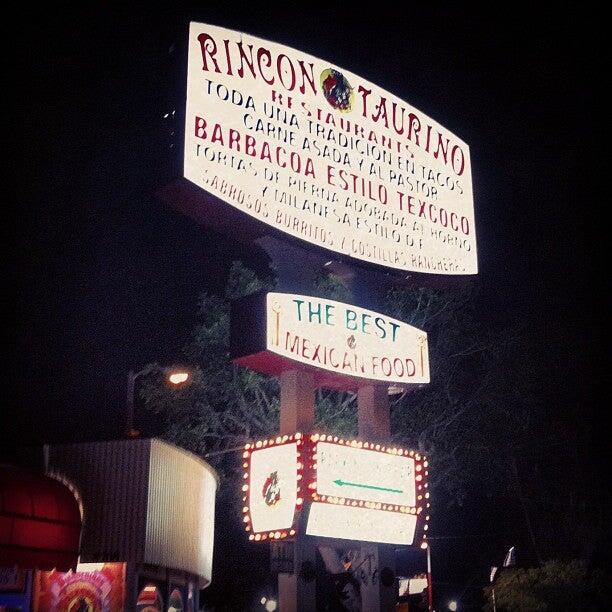 RINCON TAURINO
RESTAURANTS
TODA UNA TRADICION EN TACOS
CARNE ASADA Y AL PASTOR
BARBACOA ESTILO TEXCOCO
TORTAS DE PIERNA ADOBADA AL HORNO
Y MILANESA ESTILO D.F.
SABROSOS BURRITOS Y COSTILLAS RANCHERAS
THE BEST
MEXICAN FOOD